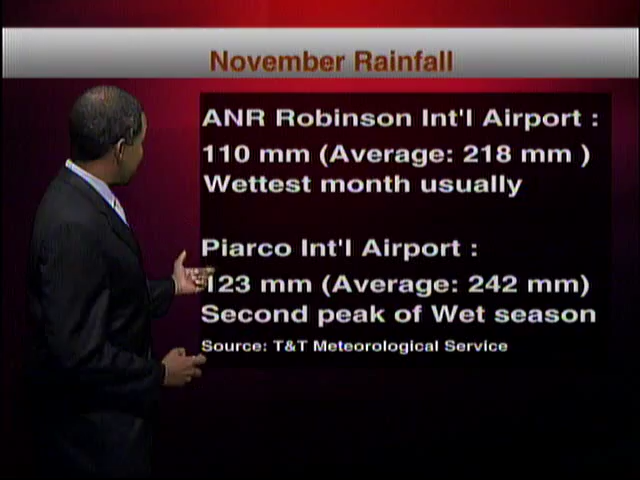 November Rainfall
ANR Robinson Int'l Airport :
110 mm (Average: 218 mm )
Wettest month usually
Piarco Int'l Airport :
123 mm (Average: 242 mm)
Second peak of Wet season
Source: T&T Meteorological Service